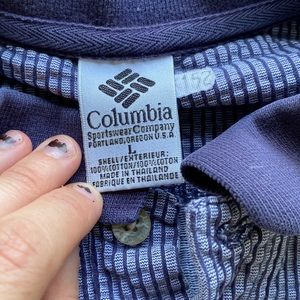 Columbia
Sportswear Company
PORTLAND, OREGON U.S.A.
L
SHELL/EXTERIEUR:
100%COTTON/100%COTON
MADE IN THAILAND
FABRIQUE EN THAILANDE